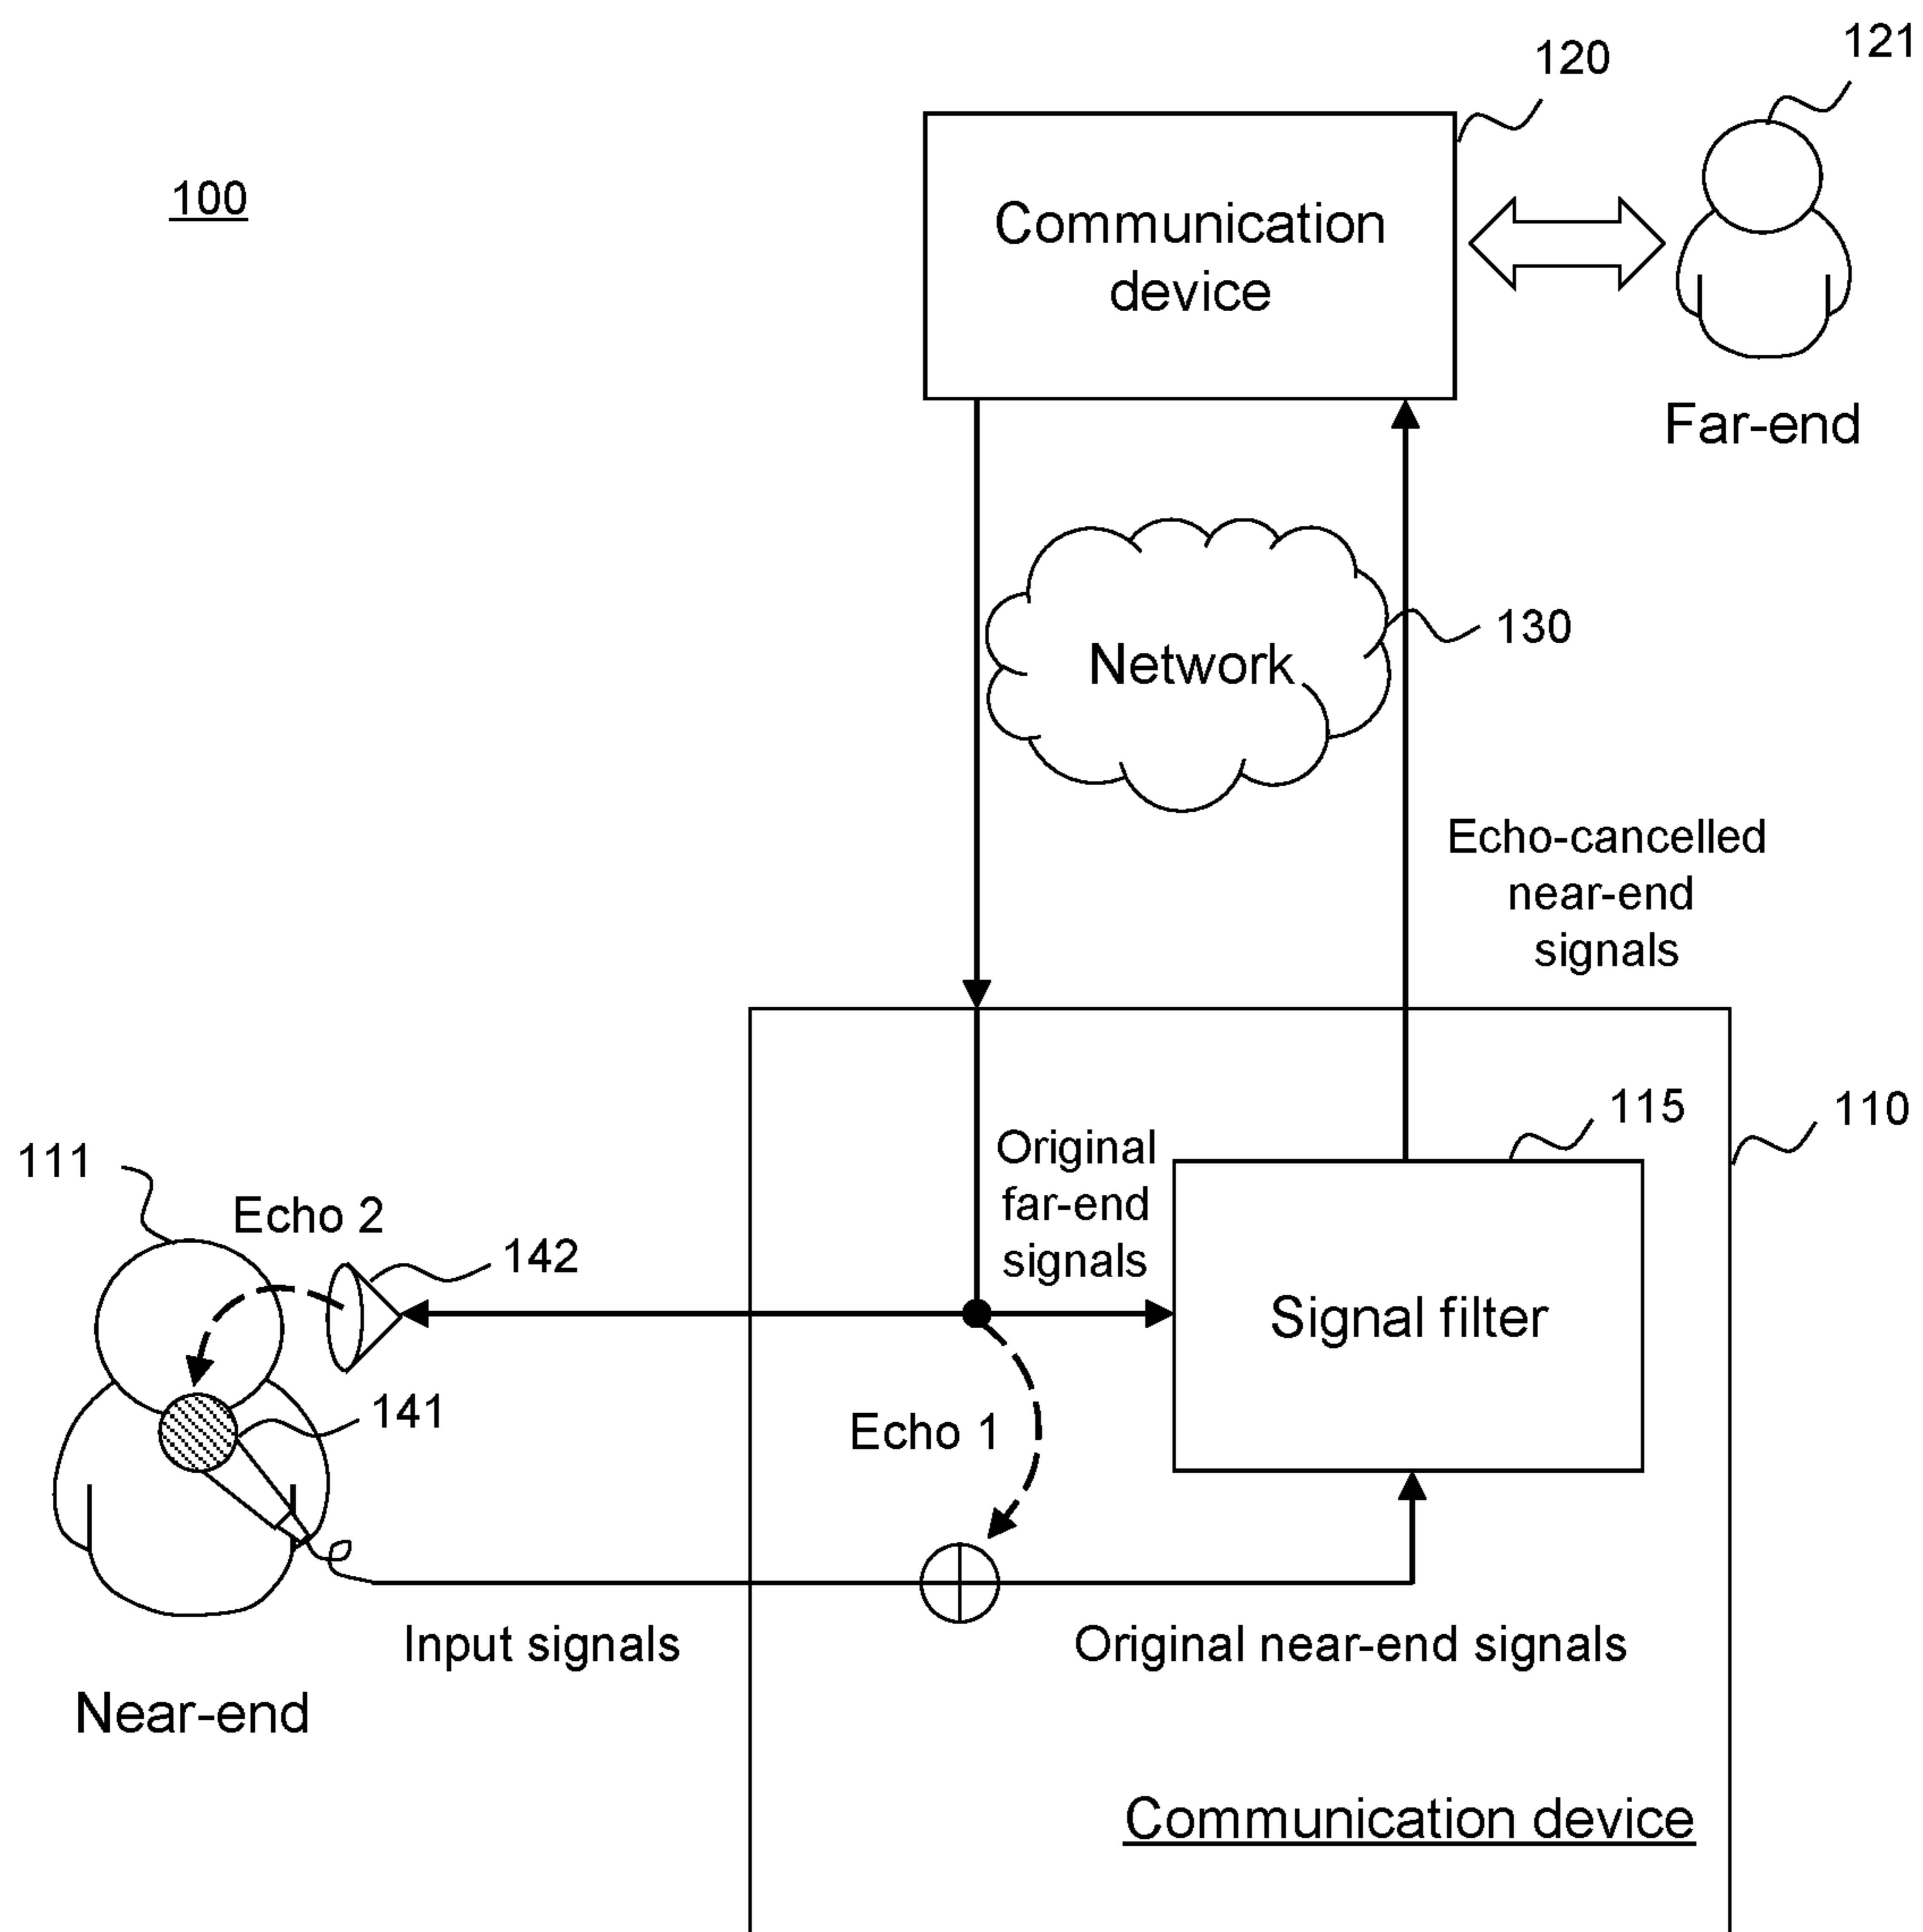 121
120
100
Communication
device
Far-end
130
Network
Echo-cancelled
near-end
signals
115
110
111
Original
far-end
signals
Echo 2
142
Signal filter
141
Echo 1
Input signals
Original near-end signals
Near-end
Communication device